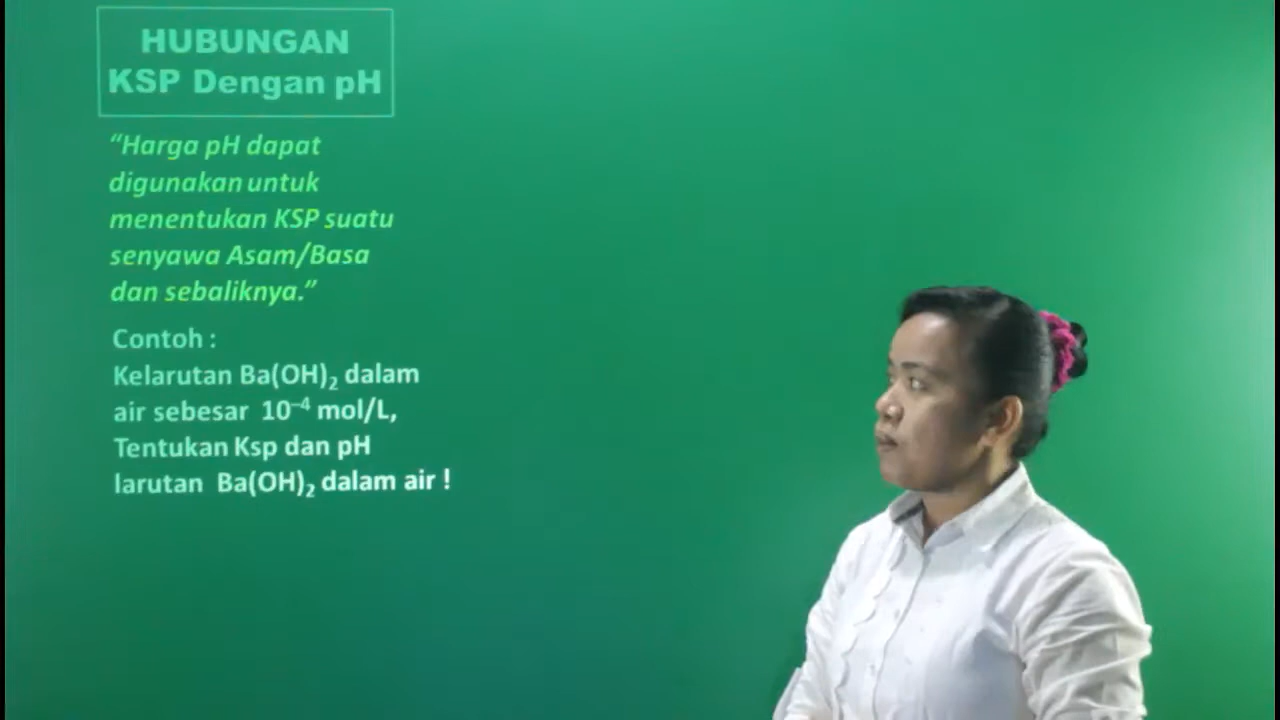 HUBUNGAN
KSP Dengan pH
“Harga pH dapat
digunakan untuk
menentukan KSP suatu
senyawa Asam/Basa
dan sebaliknya.”
Contoh :
Kelarutan Ba(OH)₂ dalam
air sebesar 10⁻⁴ mol/L,
Tentukan Ksp dan pH
larutan Ba(OH)₂ dalam air !